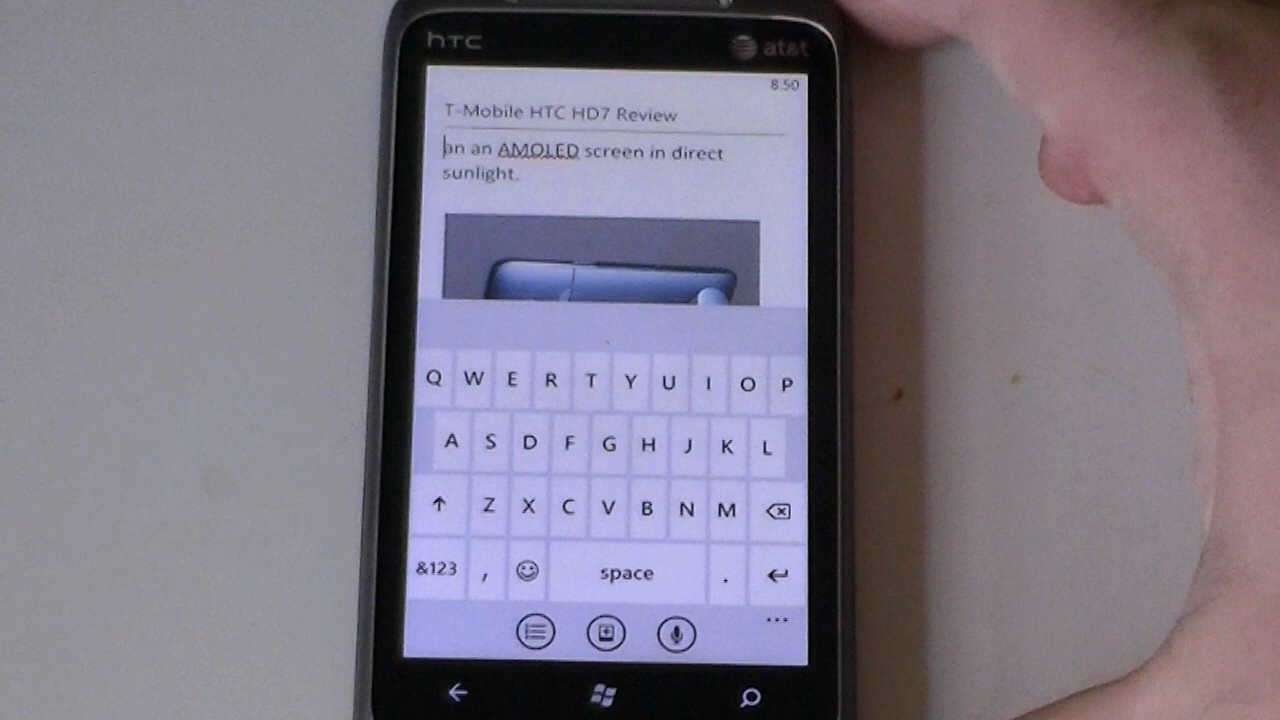 hTC at&t
8:50
T-Mobile HTC HD7 Review
an an AMOLED screen in direct
sunlight.
Q W E R T Y U I O P
A S D F G H J K L
Z X C V B N M
&123 , space .
...